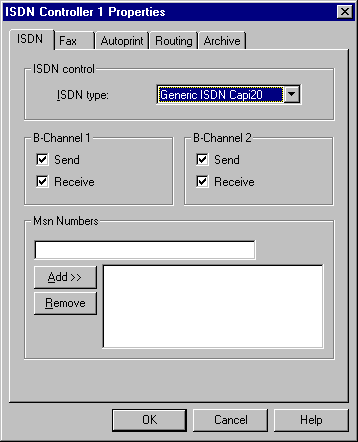 ISDN Controller 1 Properties
ISDN Fax Autoprint Routing Archive
ISDN control
ISDN type: Generic ISDN Capi20
B-Channel 1 B-Channel 2
Send Send
Receive Receive
Msn Numbers
Add >>
Remove
OK Cancel Help